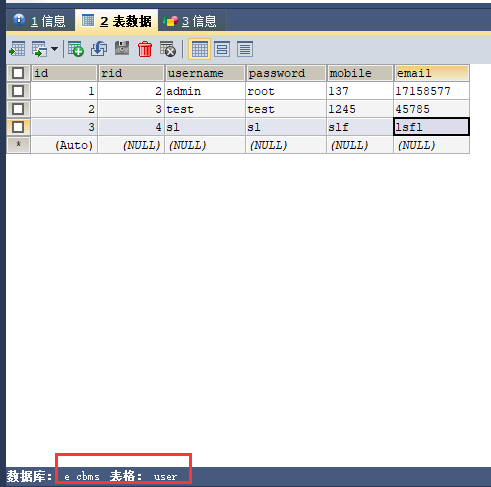 1 信息 2 表数据 3 信息
id rid username password mobile email
1 2 admin root 137 17158577
2 3 test test 1245 45785
3 4 sl sl slf lsfl
* (Auto) (NULL) (NULL) (NULL) (NULL) (NULL)
数据库: e cbms 表格: user